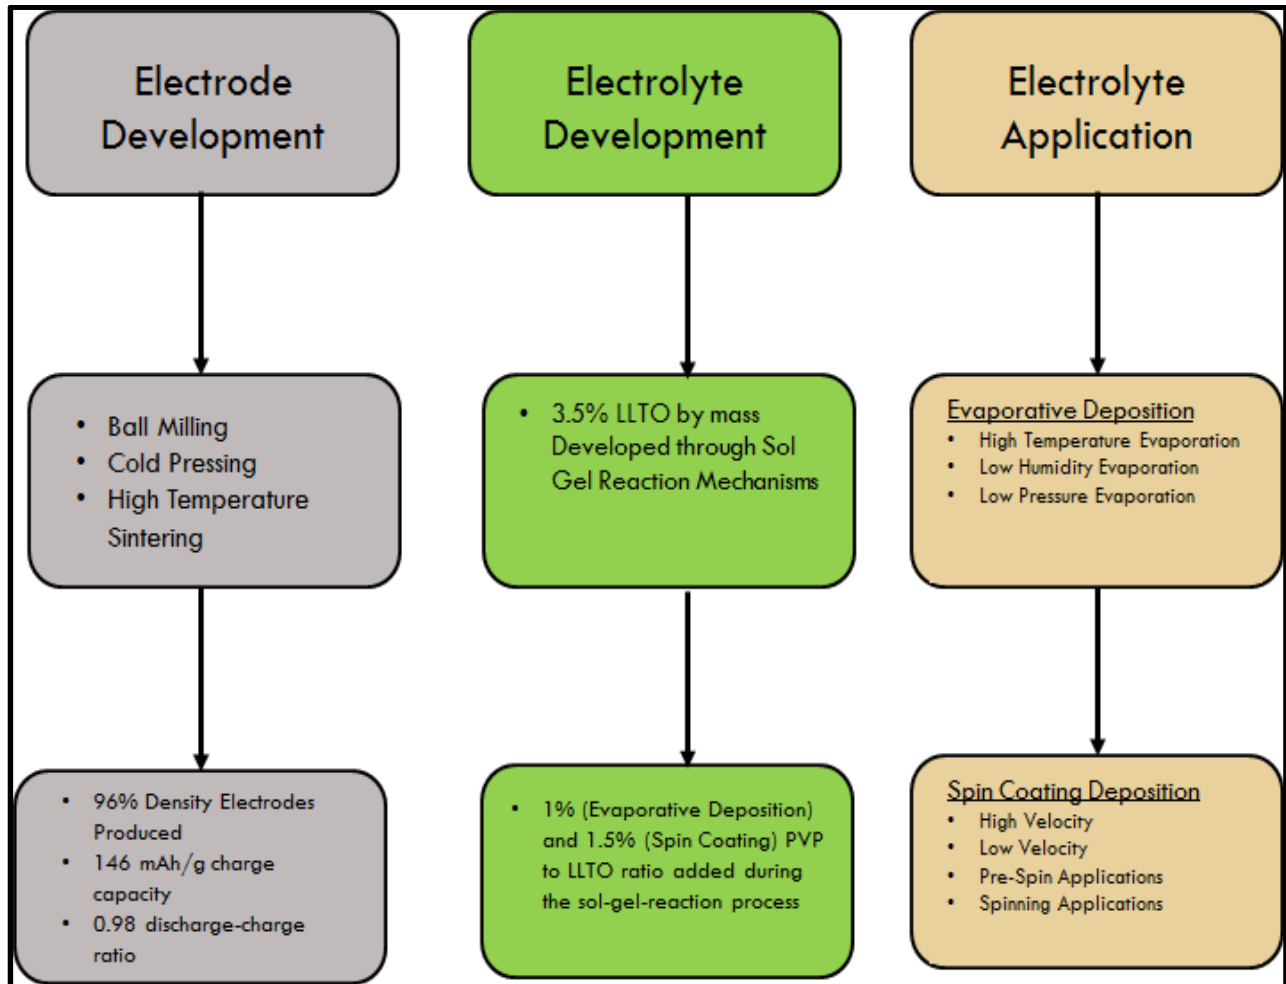 Electrode
Development
• Ball Milling
• Cold Pressing
• High Temperature
Sintering
• 96% Density Electrodes
Produced
• 146 mAh/g charge
capacity
• 0.98 discharge-charge
ratio
Electrolyte
Development
• 3.5% LLTO by mass
Developed through Sol
Gel Reaction Mechanisms
• 1% (Evaporative Deposition)
and 1.5% (Spin Coating) PVP
to LLTO ratio added during
the sol-gel-reaction process
Electrolyte
Application
Evaporative Deposition
• High Temperature Evaporation
• Low Humidity Evaporation
• Low Pressure Evaporation
Spin Coating Deposition
• High Velocity
• Low Velocity
• Pre-Spin Applications
• Spinning Applications